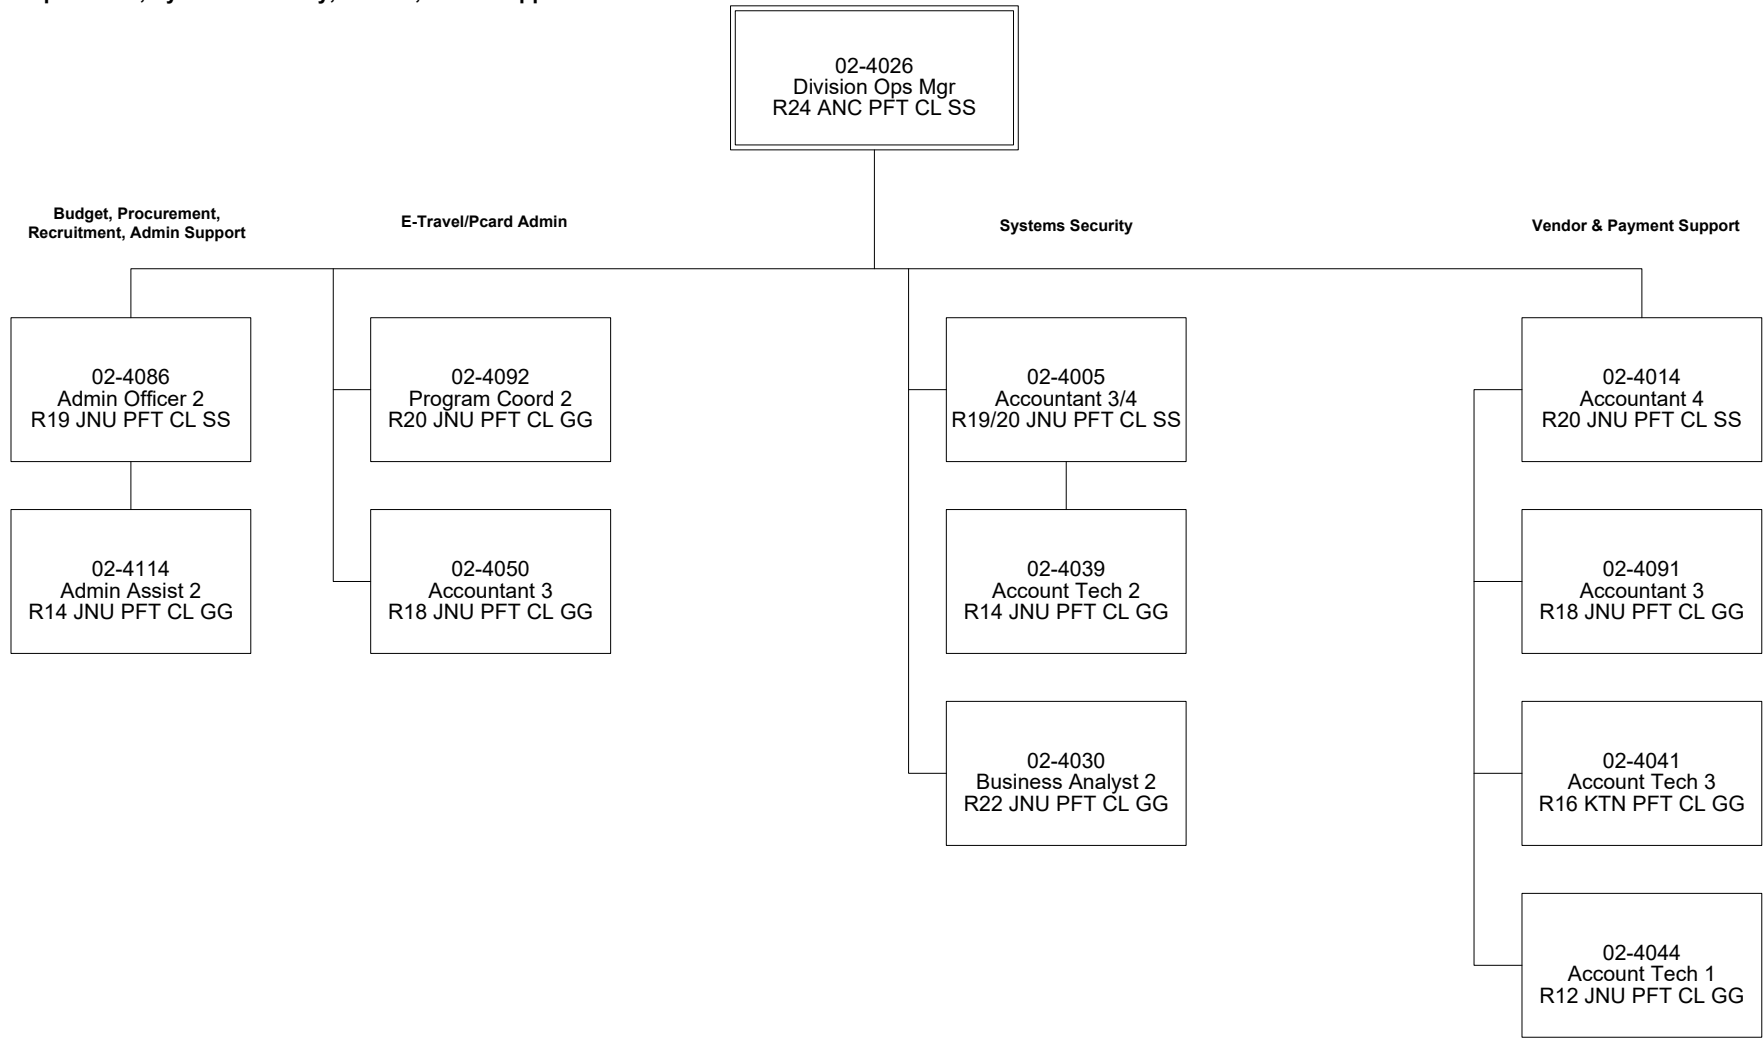 02-4026
Division Ops Mgr
R24 ANC PFT CL SS
Budget, Procurement,
Recruitment, Admin Support
E-Travel/Pcard Admin
Systems Security
Vendor & Payment Support
02-4086
Admin Officer 2
R19 JNU PFT CL SS
02-4092
Program Coord 2
R20 JNU PFT CL GG
02-4005
Accountant 3/4
R19/20 JNU PFT CL SS
02-4014
Accountant 4
R20 JNU PFT CL SS
02-4114
Admin Assist 2
R14 JNU PFT CL GG
02-4050
Accountant 3
R18 JNU PFT CL GG
02-4039
Account Tech 2
R14 JNU PFT CL GG
02-4091
Accountant 3
R18 JNU PFT CL GG
02-4030
Business Analyst 2
R22 JNU PFT CL GG
02-4041
Account Tech 3
R16 KTN PFT CL GG
02-4044
Account Tech 1
R12 JNU PFT CL GG